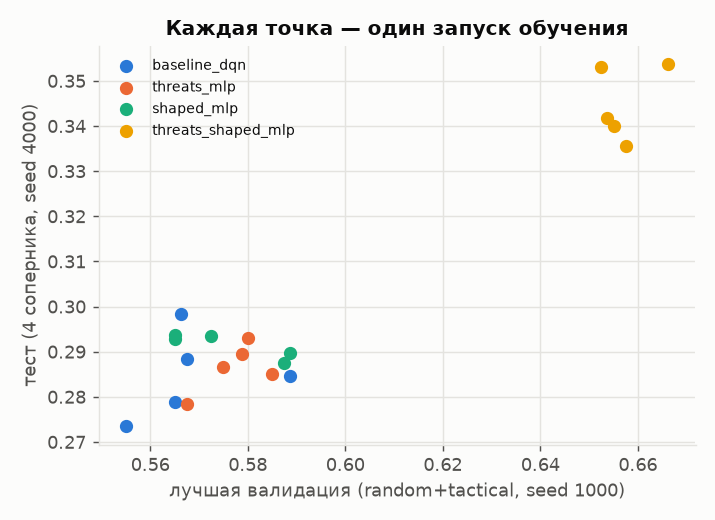 Каждая точка — один запуск обучения
baseline_dqn
threats_mlp
shaped_mlp
threats_shaped_mlp
тест (4 соперника, seed 4000)
0.35
0.34
0.33
0.32
0.31
0.30
0.29
0.28
0.27
0.56 0.58 0.60 0.62 0.64 0.66
лучшая валидация (random+tactical, seed 1000)